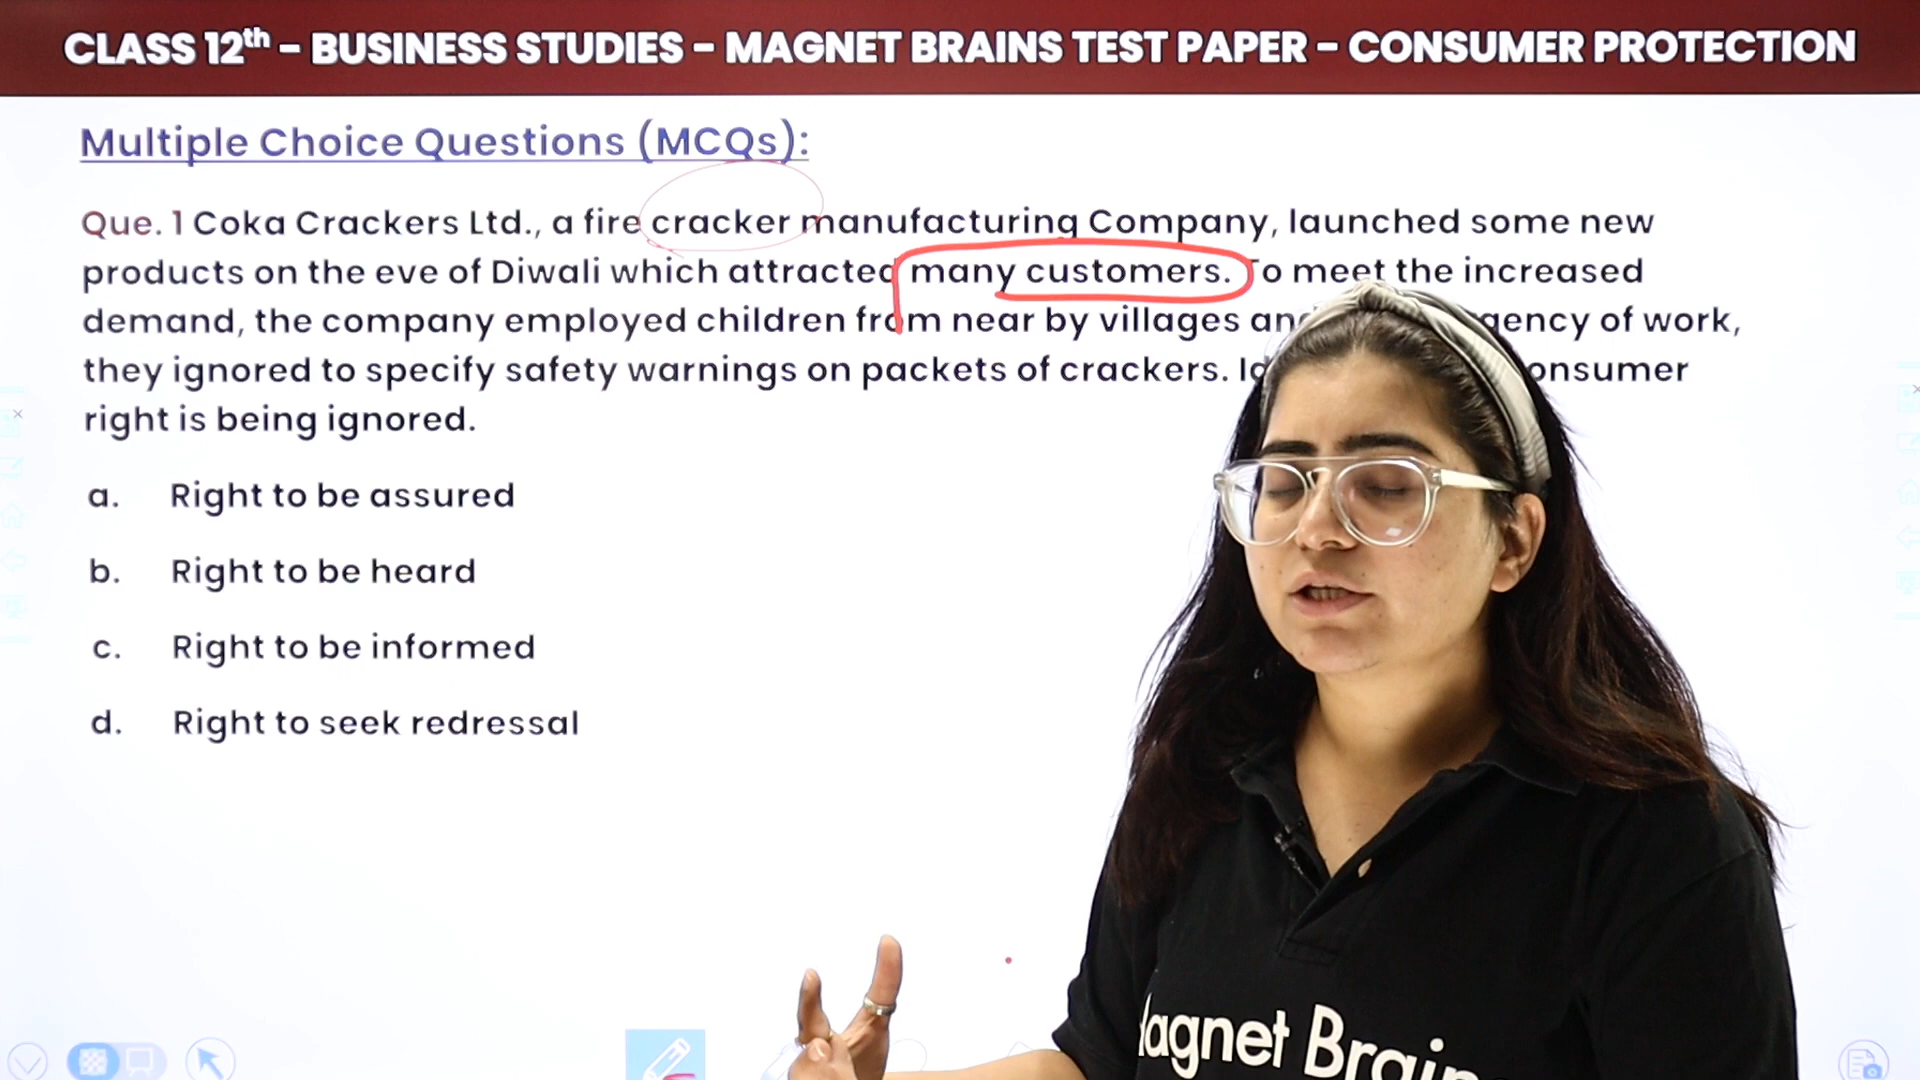 CLASS 12th – BUSINESS STUDIES – MAGNET BRAINS TEST PAPER – CONSUMER PROTECTION
Multiple Choice Questions (MCQs):
Que. 1 Coka Crackers Ltd., a fire cracker manufacturing Company, launched some new
products on the eve of Diwali which attracted many customers. To meet the increased
demand, the company employed children from near by villages and of work,
they ignored to specify safety warnings on packets of crackers.
right is being ignored.
a. Right to be assured
b. Right to be heard
c. Right to be informed
d. Right to seek redressal
Magnet Brains